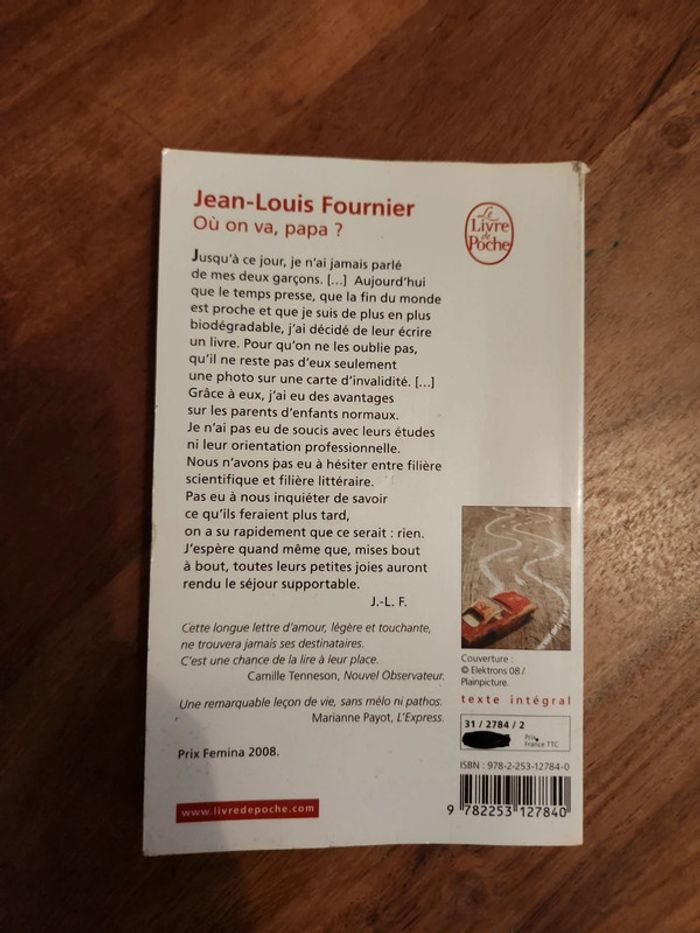 Jean-Louis Fournier
Où on va, papa ?
Le
Livre
de
Poche
Jusqu'à ce jour, je n'ai jamais parlé
de mes deux garçons. [...] Aujourd'hui
que le temps presse, que la fin du monde
est proche et que je suis de plus en plus
biodégradable, j'ai décidé de leur écrire
un livre. Pour qu'on ne les oublie pas,
qu'il ne reste pas d'eux seulement
une photo sur une carte d'invalidité. [...]
Grâce à eux, j'ai eu des avantages
sur les parents d'enfants normaux.
Je n'ai pas eu de soucis avec leurs études
ni leur orientation professionnelle.
Nous n'avons pas eu à hésiter entre filière
scientifique et filière littéraire.
Pas eu à nous inquiéter de savoir
ce qu'ils feraient plus tard,
on a su rapidement que ce serait : rien.
J'espère quand même que, mises bout
à bout, toutes leurs petites joies auront
rendu le séjour supportable.
J.-L. F.
Cette longue lettre d'amour, légère et touchante,
ne trouvera jamais ses destinataires.
C'est une chance de la lire à leur place.
Camille Tenneson, Nouvel Observateur.
Une remarquable leçon de vie, sans mélo ni pathos.
Marianne Payot, L'Express.
Prix Femina 2008.
www.livredepoche.com
Couverture :
© Elektrons 08 /
Plainpicture.
texte intégral
31 / 2784 / 2
Prix
France TTC
ISBN : 978-2-253-12784-0
9 782253 127840